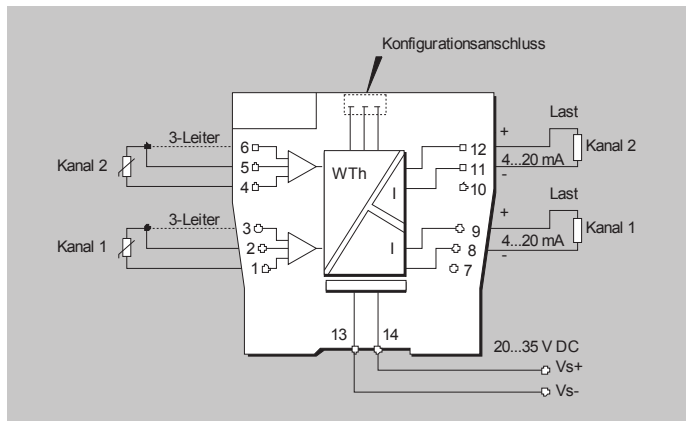 Konfigurationsanschluss
Last
3-Leiter
6
12
+
Kanal 2
5
WTh
11
4...20 mA
Kanal 2
4
I
10
-
Last
3-Leiter
3
9
+
Kanal 1
2
I
8
4...20 mA
Kanal 1
1
7
-
13
14
20...35 V DC
Vs+
Vs-